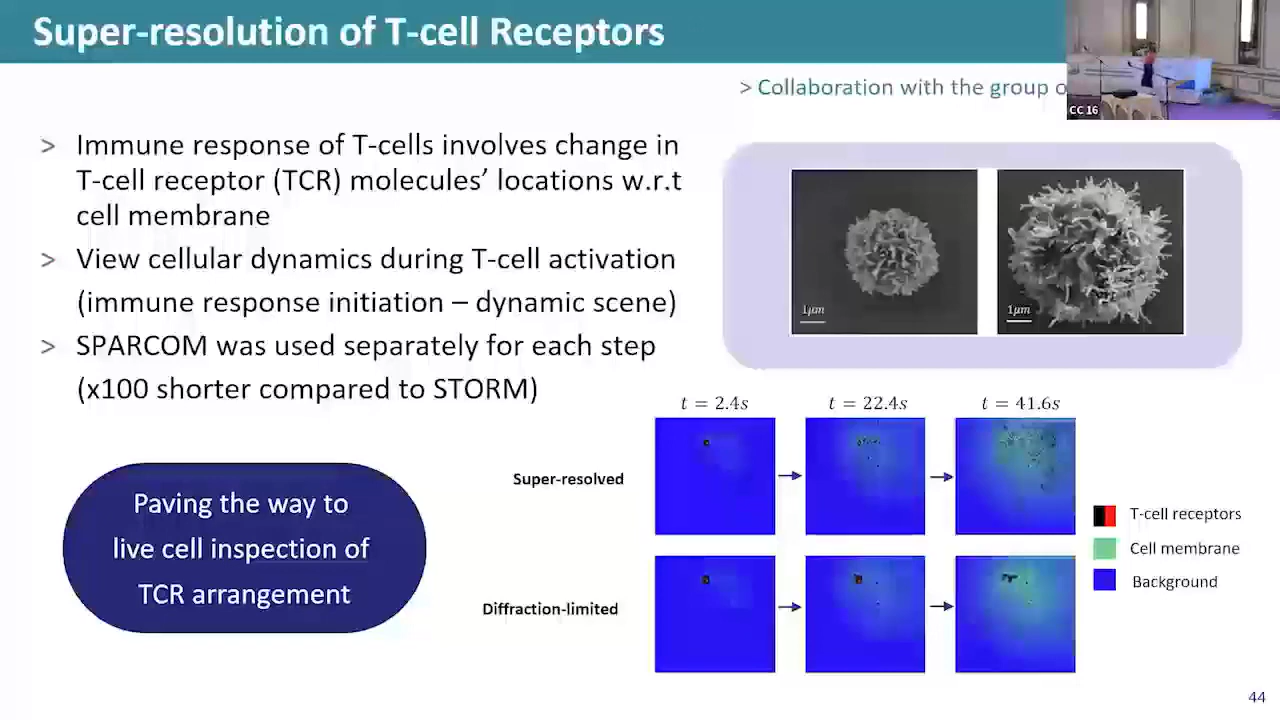 Super-resolution of T-cell Receptors
> Collaboration with the group
CC 16
> Immune response of T-cells involves change in
T-cell receptor (TCR) molecules’ locations w.r.t
cell membrane
> View cellular dynamics during T-cell activation
(immune response initiation – dynamic scene)
> SPARCOM was used separately for each step
(x100 shorter compared to STORM)
1μm
1μm
t = 2.4s
t = 22.4s
t = 41.6s
Super-resolved
Diffraction-limited
T-cell receptors
Cell membrane
Background
Paving the way to
live cell inspection of
TCR arrangement
44